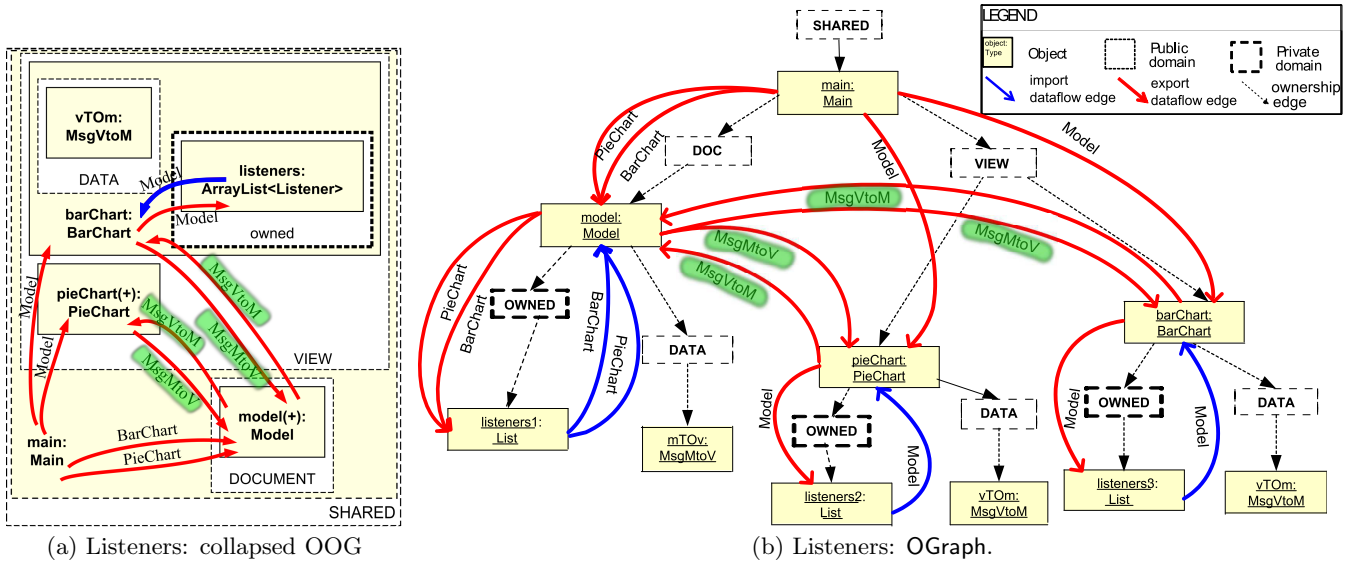 vTOm:
MsgVtoM
DATA
listeners:
ArrayList<Listener>
owned
Model
Model
barChart:
BarChart
pieChart(+):
PieChart
Model
Model
MsgVtoM
MsgVtoM
MsgMtoV
MsgMtoV
VIEW
model(+):
Model
DOCUMENT
main:
Main
BarChart
PieChart
SHARED
(a) Listeners: collapsed OOG
SHARED
main:
Main
PieChart
BarChart
DOC
Model
VIEW
Model
model:
Model
MsgVtoM
MsgMtoV
MsgMtoV
MsgVtoM
PieChart
BarChart
OWNED
BarChart
PieChart
DATA
listeners1:
List
mTOv:
MsgMtoV
pieChart:
PieChart
Model
OWNED
Model
DATA
listeners2:
List
vTOm:
MsgVtoM
barChart:
BarChart
Model
OWNED
Model
DATA
listeners3:
List
vTOm:
MsgVtoM
LEGEND
object:
Type
Object
Public
domain
Private
domain
import
dataflow edge
export
dataflow edge
ownership
edge
(b) Listeners: OGraph.